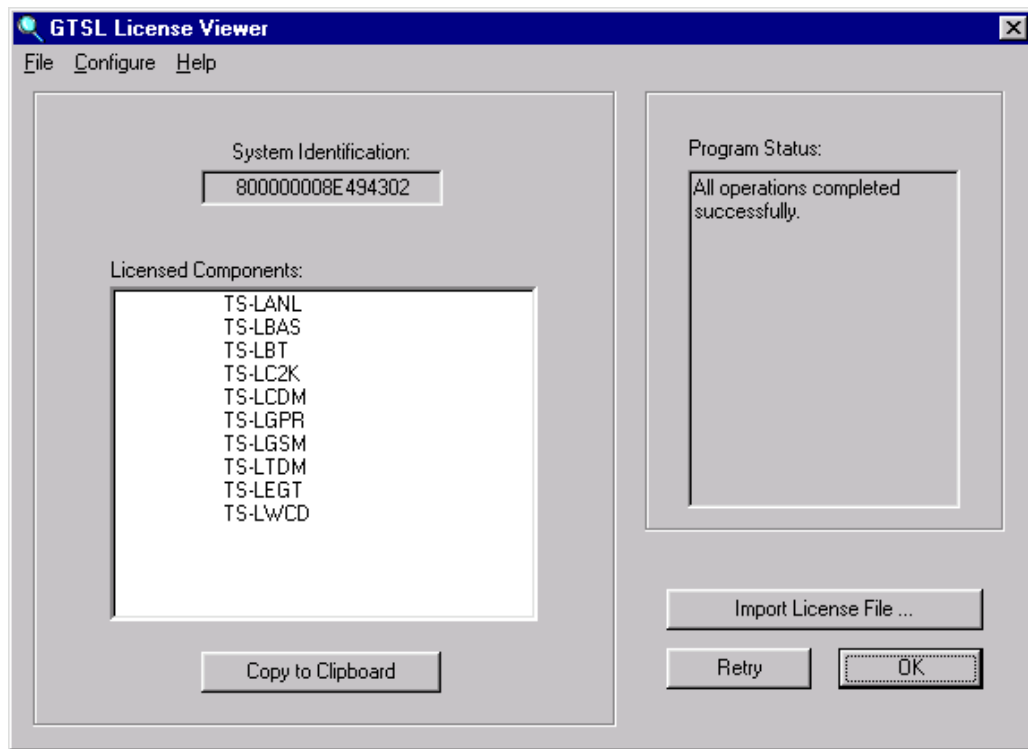 GTSL License Viewer
File Configure Help
System Identification:
800000008E494302
Licensed Components:
TS-LANL
TS-LBAS
TS-LBT
TS-LC2K
TS-LCDM
TS-LGPR
TS-LGSM
TS-LTDM
TS-LEGT
TS-LWCD
Copy to Clipboard
Program Status:
All operations completed
successfully.
Import License File ...
Retry OK